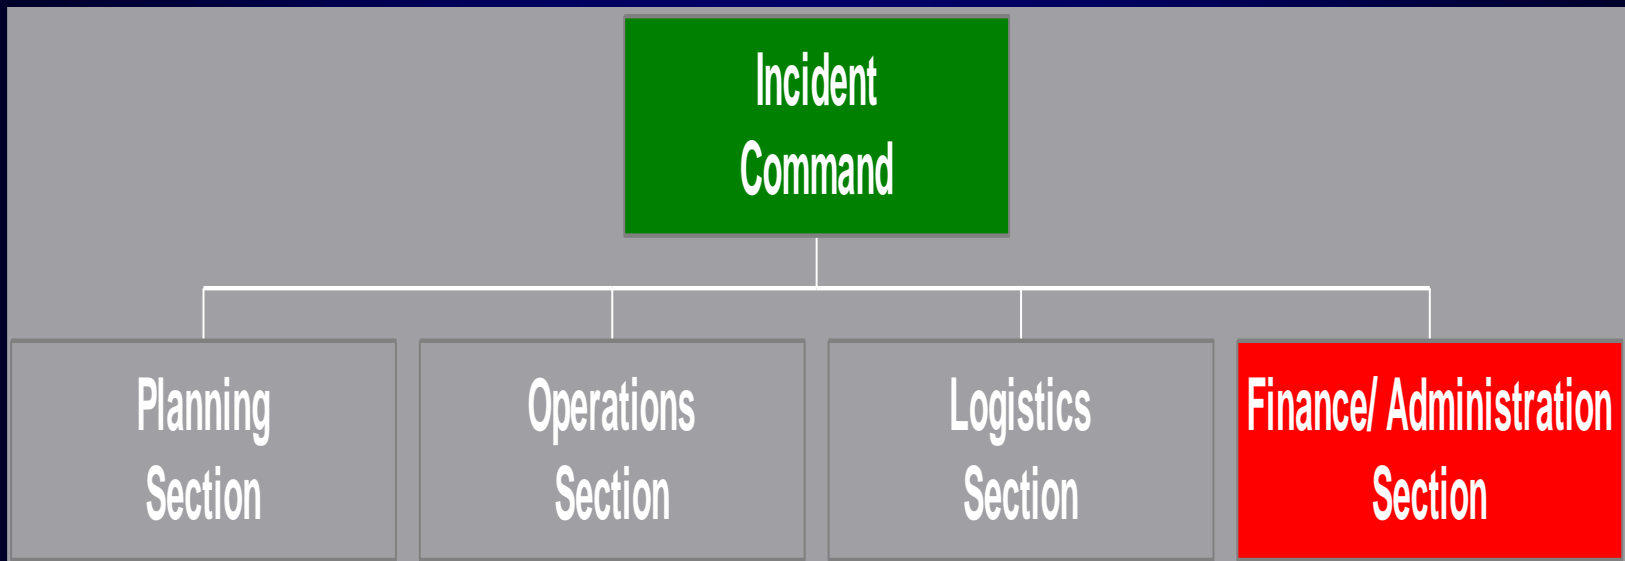 Incident
Command
Planning
Section
Operations
Section
Logistics
Section
Finance/ Administration
Section